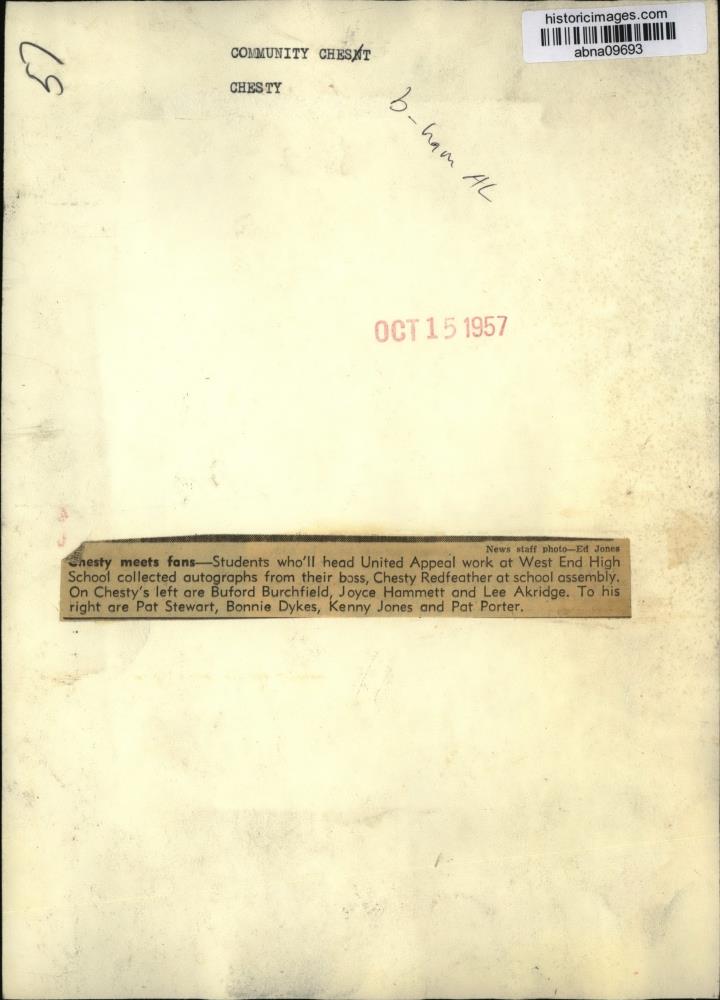 historicimages.com
abna09693
57
COMMUNITY CHEST
CHESTY
b-ham AL
OCT 15 1957
News staff photo—Ed Jones
Chesty meets fans—Students who'll head United Appeal work at West End High
School collected autographs from their boss, Chesty Redfeather at school assembly.
On Chesty's left are Buford Burchfield, Joyce Hammett and Lee Akridge. To his
right are Pat Stewart, Bonnie Dykes, Kenny Jones and Pat Porter.